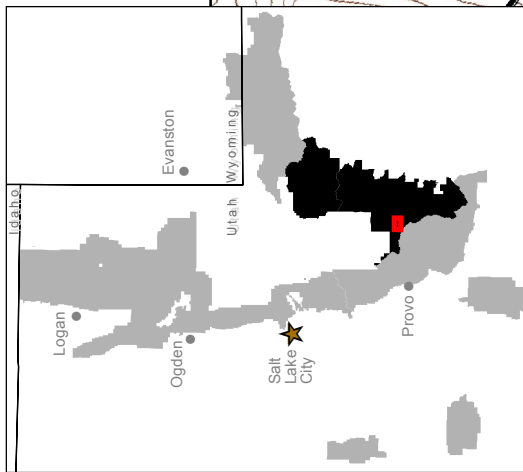 Idaho
Evanston
Wyoming
Utah
Logan
Ogden
Salt
Lake
City
Provo